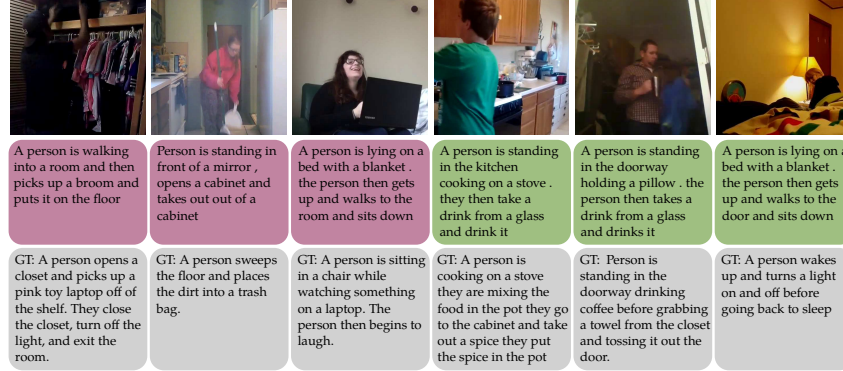 A person is walking
into a room and then
picks up a broom and
puts it on the floor
Person is standing in
front of a mirror ,
opens a cabinet and
takes out out of a
cabinet
A person is lying on a
bed with a blanket .
the person then gets
up and walks to the
room and sits down
A person is standing
in the kitchen
cooking on a stove .
they then take a
drink from a glass
and drink it
A person is standing
in the doorway
holding a pillow . the
person then takes a
drink from a glass
and drinks it
A person is lying on a
bed with a blanket .
the person then gets
up and walks to the
door and sits down
GT: A person opens a
closet and picks up a
pink toy laptop off of
the shelf. They close
the closet, turn off the
light, and exit the
room.
GT: A person sweeps
the floor and places
the dirt into a trash
bag.
GT: A person is sitting
in a chair while
watching something
on a laptop. The
person then begins to
laugh.
GT: A person is
cooking on a stove
they are mixing the
food in the pot they go
to the cabinet and take
out a spice they put
the spice in the pot
GT: Person is
standing in the
doorway drinking
coffee before grabbing
a towel from the closet
and tossing it out the
door.
GT: A person wakes
up and turns a light
on and off before
going back to sleep